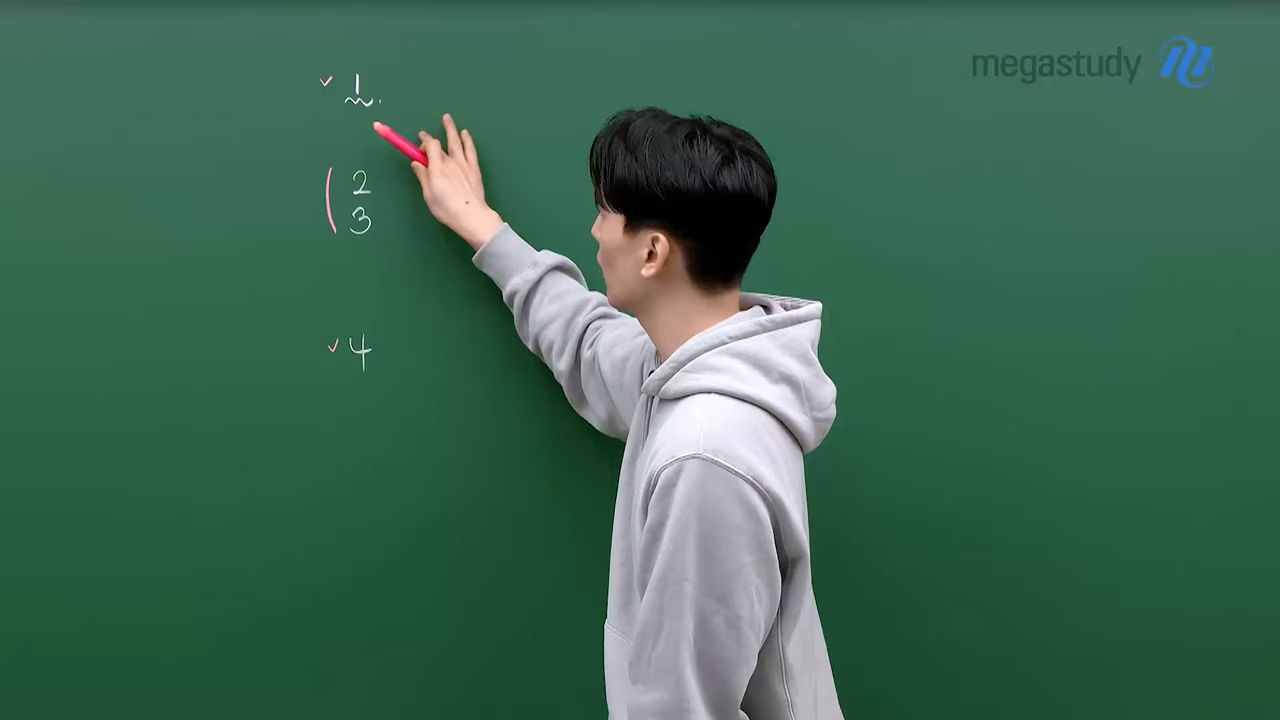 megastudy
✓ 1
2
3
✓ 4